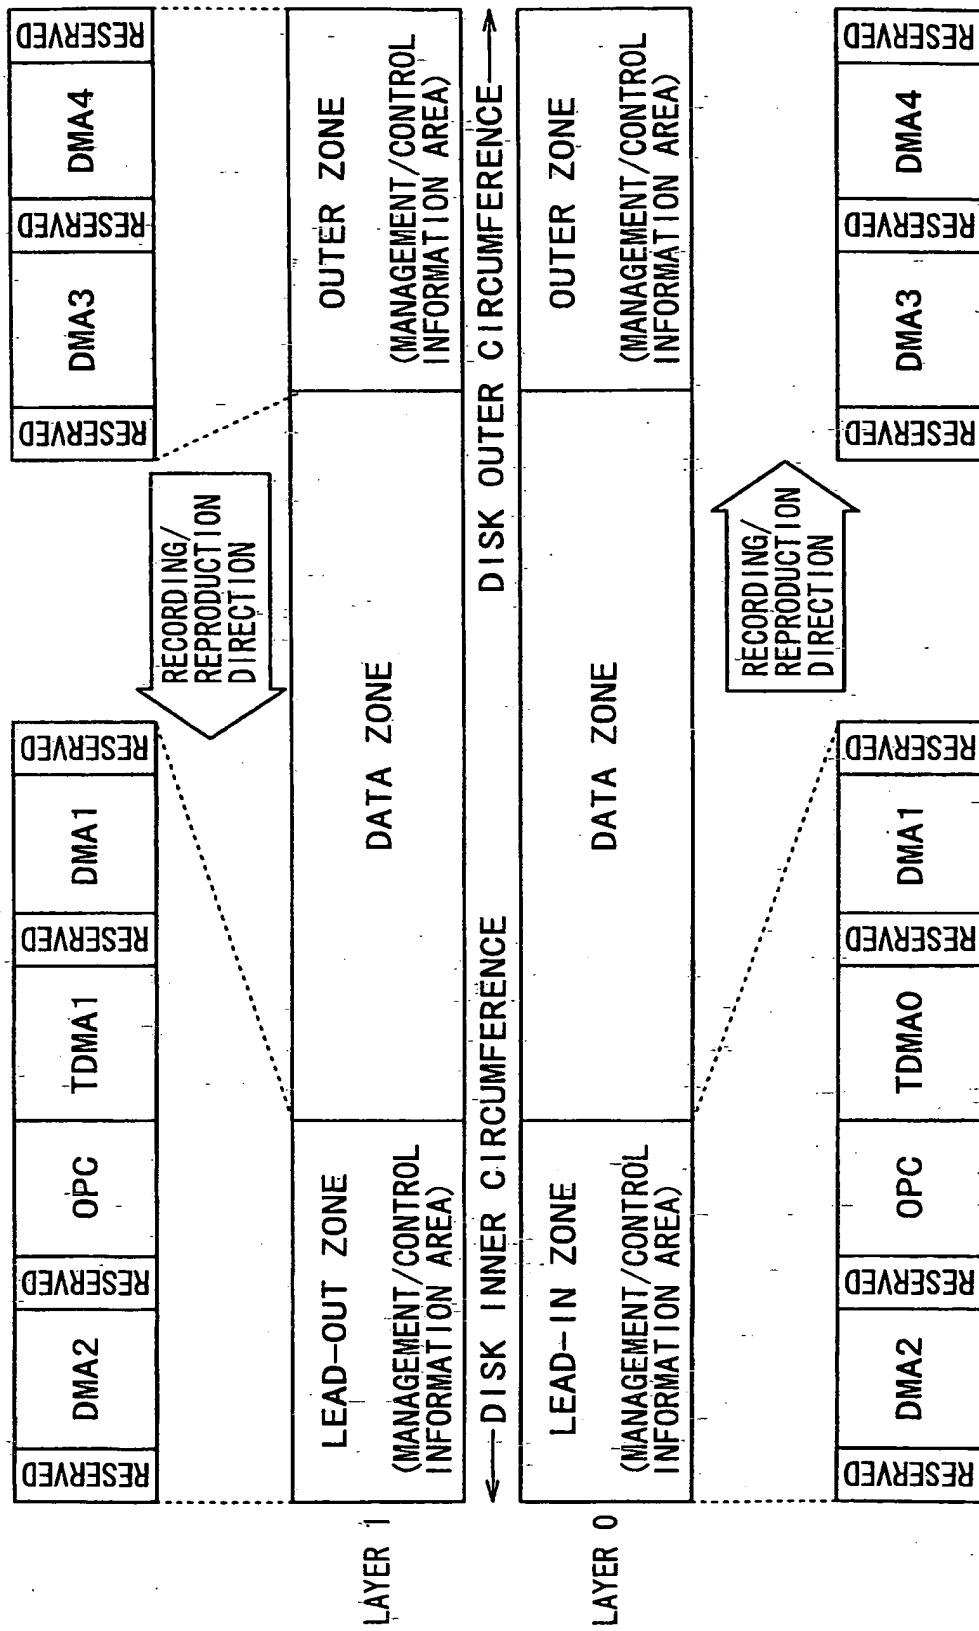 RESERVED
DMA2
RESERVED
OPC
TDMA1
RESERVED
DMA1
RESERVED
RESERVED
DMA3
RESERVED
DMA4
RESERVED
RECORDING/
REPRODUCTION
DIRECTION
LAYER 1
LEAD-OUT ZONE
(MANAGEMENT/CONTROL
INFORMATION AREA)
DATA ZONE
OUTER ZONE
(MANAGEMENT/CONTROL
INFORMATION AREA)
DISK INNER CIRCUMFERENCE
DISK OUTER CIRCUMFERENCE
LAYER 0
LEAD-IN ZONE
(MANAGEMENT/CONTROL
INFORMATION AREA)
DATA ZONE
OUTER ZONE
(MANAGEMENT/CONTROL
INFORMATION AREA)
RECORDING/
REPRODUCTION
DIRECTION
RESERVED
DMA2
RESERVED
OPC
TDMA0
RESERVED
DMA1
RESERVED
RESERVED
DMA3
RESERVED
DMA4
RESERVED